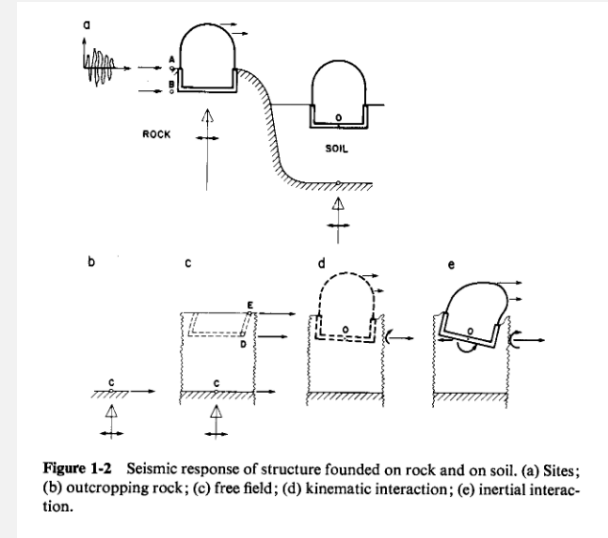 a
A
B
ROCK
O
SOIL
b
c
d
e
E
O
O
D
C
C
Figure 1-2 Seismic response of structure founded on rock and on soil. (a) Sites;
(b) outcropping rock; (c) free field; (d) kinematic interaction; (e) inertial interac-
tion.